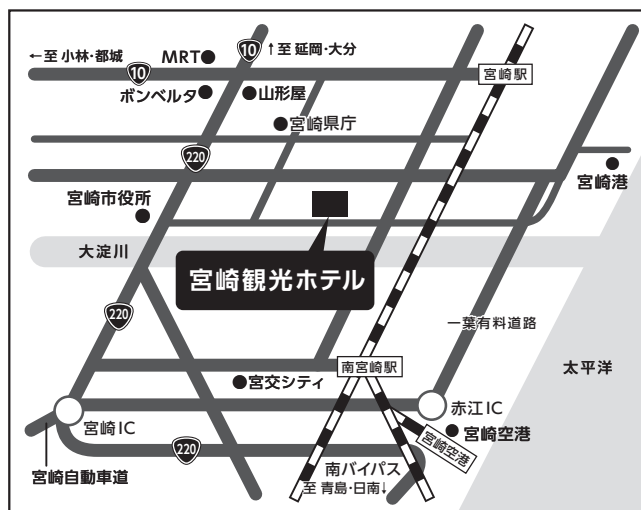 ←至 小林・都城
MRT
10
↑至 延岡・大分
10
宮崎駅
ボンベルタ
山形屋
宮崎県庁
220
宮崎港
宮崎市役所
大淀川
宮崎観光ホテル
220
一葉有料道路
太平洋
南宮崎駅
宮交シティ
赤江IC
宮崎IC
宮崎空港
宮崎空港
220
宮崎自動車道
南バイパス
至 青島・日南↓